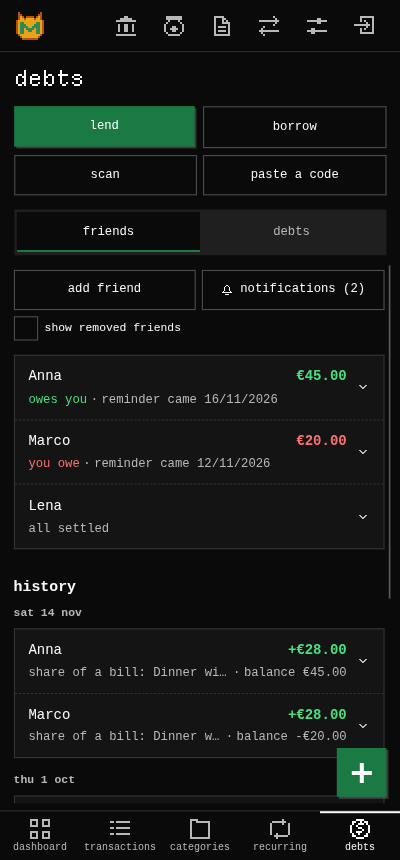 debts
lend
borrow
scan
paste a code
friends
debts
add friend
notifications (2)
show removed friends
Anna
€45.00
owes you · reminder came 16/11/2026
Marco
€20.00
you owe · reminder came 12/11/2026
Lena
all settled
history
sat 14 nov
Anna
+€28.00
share of a bill: Dinner wi… · balance €45.00
Marco
+€28.00
share of a bill: Dinner w… · balance -€20.00
thu 1 oct
dashboard
transactions
categories
recurring
debts